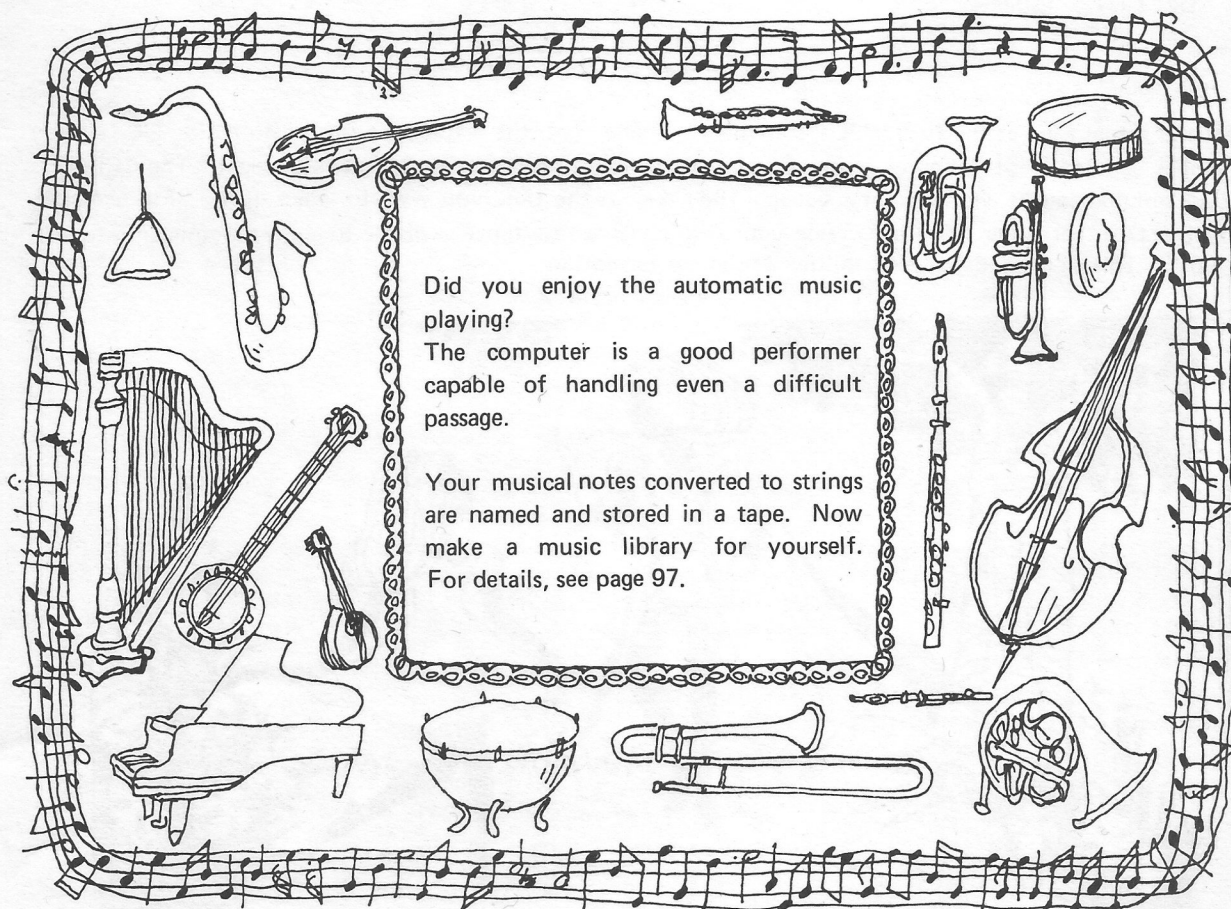 Did you enjoy the automatic music
playing?
The computer is a good performer
capable of handling even a difficult
passage.
Your musical notes converted to strings
are named and stored in a tape. Now
make a music library for yourself.
For details, see page 97.